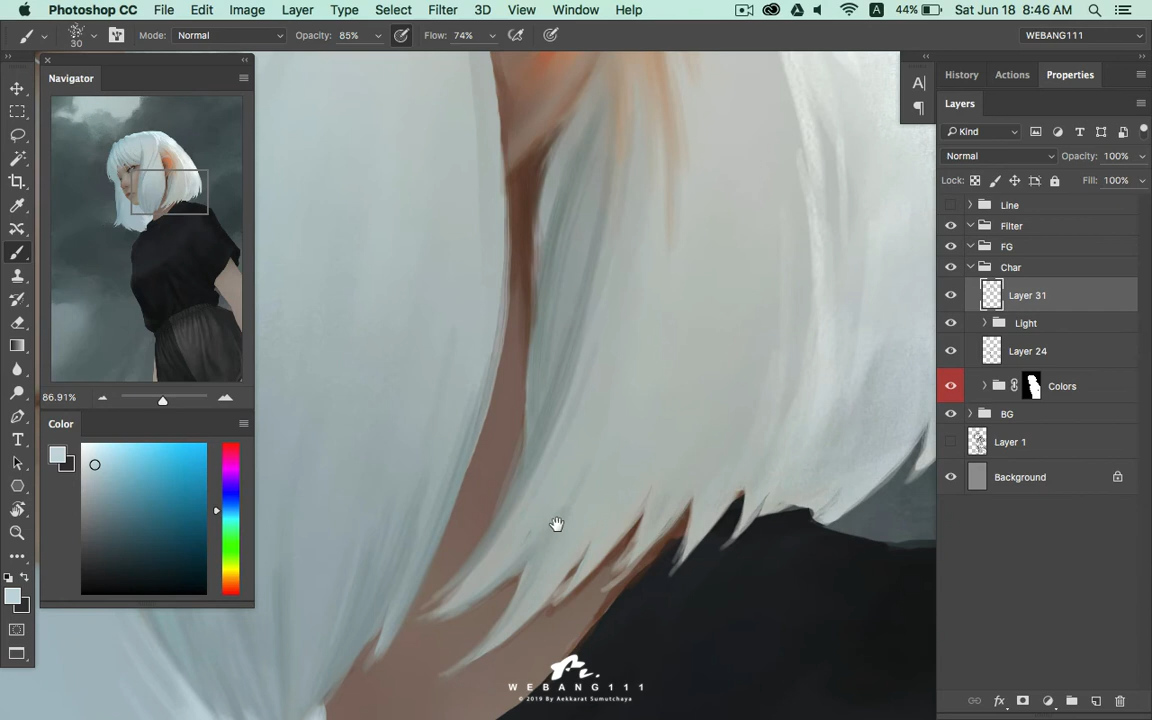 Photoshop CC File Edit Image Layer Type Select Filter 3D View Window Help A 44% Sat Jun 18 8:46 AM
30 Mode: Normal Opacity: 85% Flow: 74% WEBANG111
Navigator
86.91%
Color
A
History Actions Properties
Layers
Kind
Normal Opacity: 100%
Lock: Fill: 100%
Line
Filter
FG
Char
Layer 31
Light
Layer 24
Colors
BG
Layer 1
Background
fx
T
WEBANG111
© 2019 By Aekkarat Sumutchaya